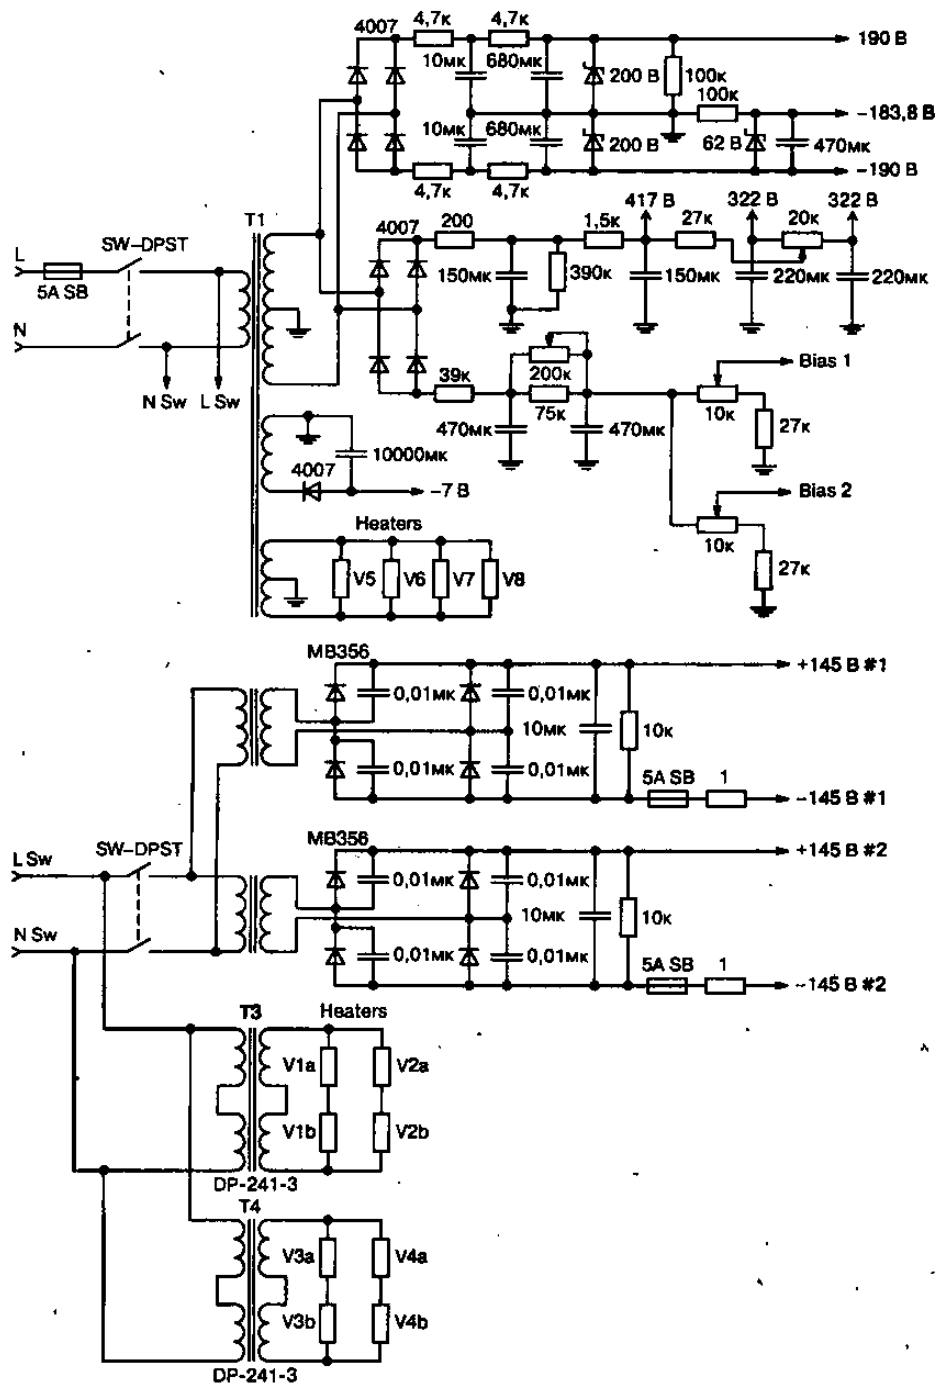 4007
4,7к
4,7к
190 В
10мк
680мк
200 В
100к
100к
−183,8 В
10мк
680мк
200 В
62 В
470мк
−190 В
4,7к
4,7к
T1
SW–DPST
L
5A SB
N
N Sw
L Sw
4007
200
1,5к
417 В
27к
322 В
20к
322 В
150мк
390к
150мк
220мк
220мк
39к
200к
75к
470мк
470мк
Bias 1
10к
27к
Bias 2
10к
27к
4007
10000мк
−7 В
Heaters
V5
V6
V7
V8
MB356
0,01мк
0,01мк
0,01мк
0,01мк
10мк
10к
5A SB
1
+145 В #1
−145 В #1
L Sw
SW–DPST
N Sw
MB356
0,01мк
0,01мк
0,01мк
0,01мк
10мк
10к
5A SB
1
+145 В #2
−145 В #2
T3
Heaters
V1a
V2a
V1b
V2b
DP-241-3
T4
V3a
V4a
V3b
V4b
DP-241-3